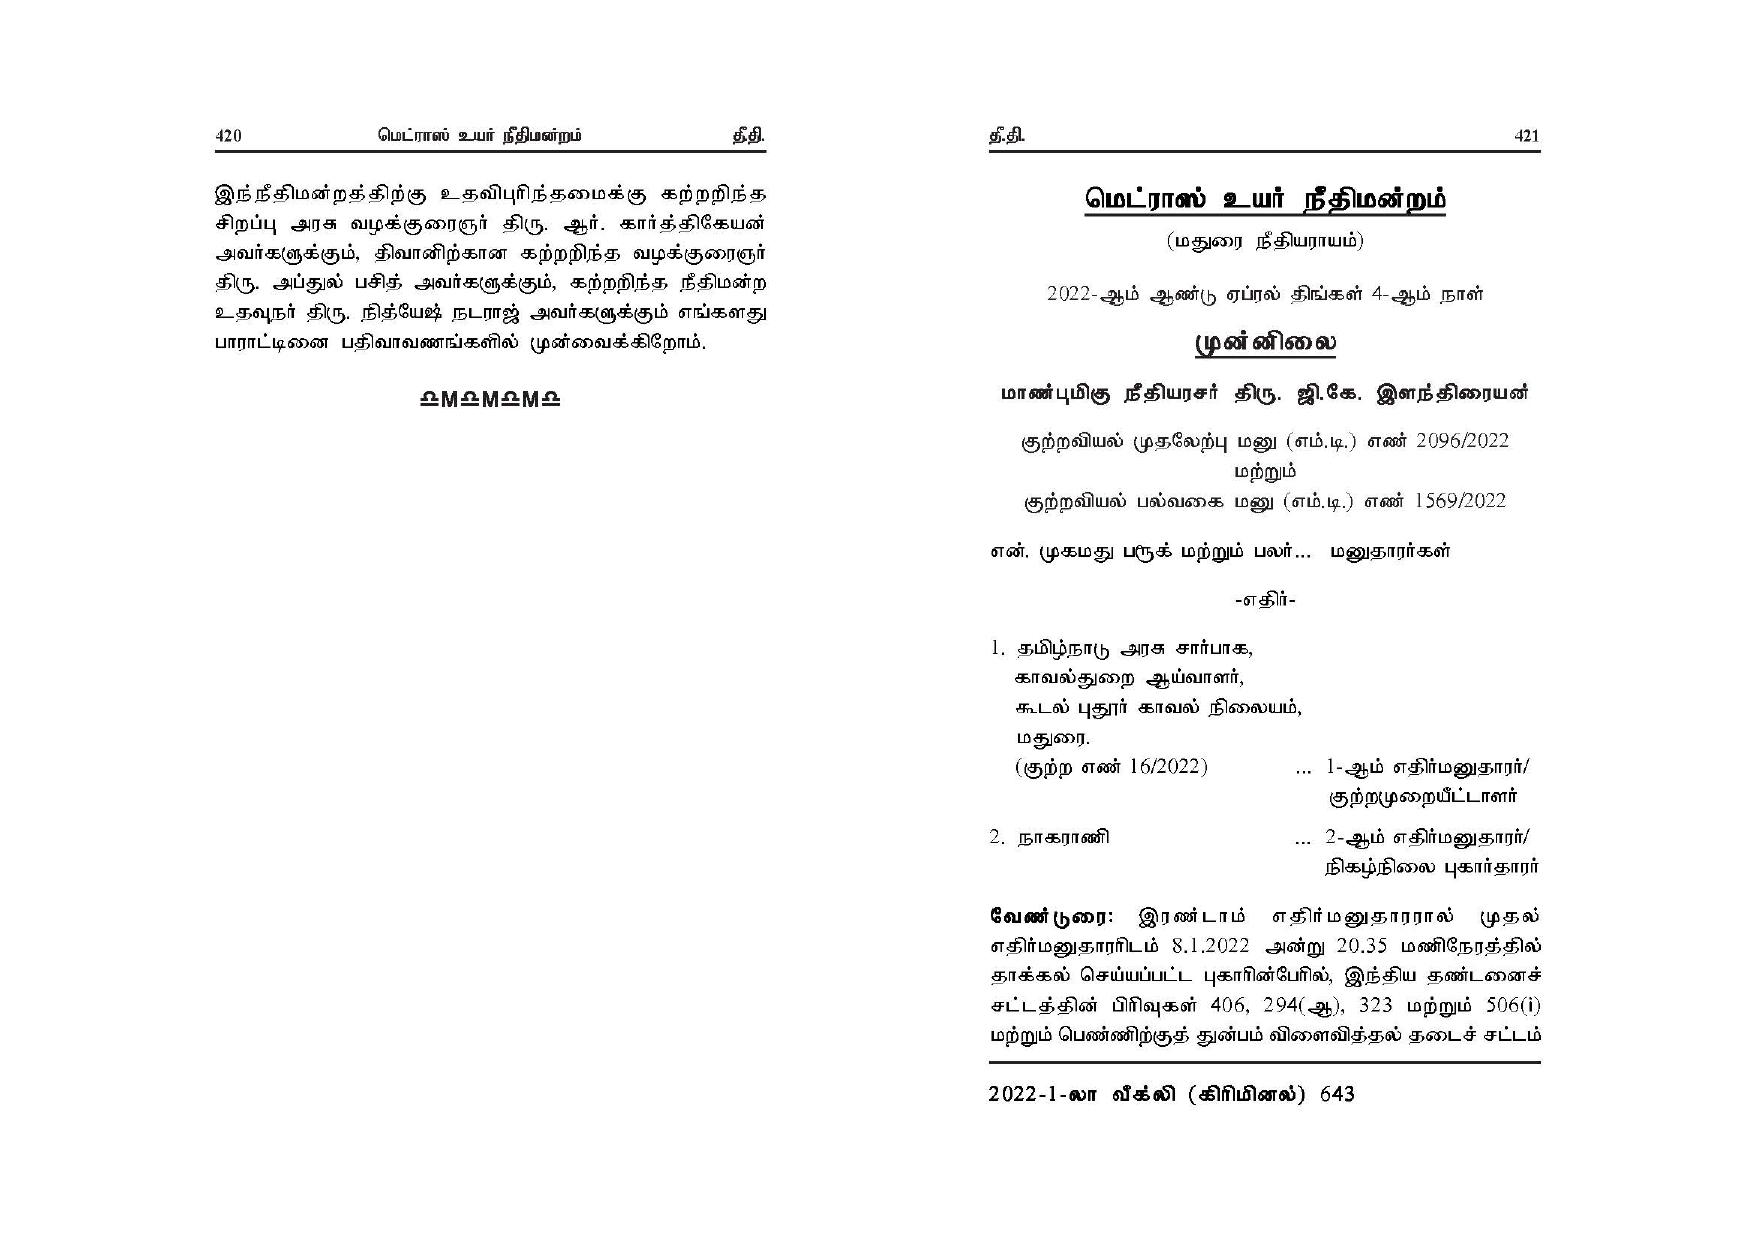 420 மெட்ராஸ் உயர் நீதிமன்றம் தீ.தி.
இந்நீதிமன்றத்திற்கு உதவிபுரிந்தமைக்கு கற்றறிந்த
சிறப்பு அரசு வழக்குரைஞர் திரு. ஆர். கார்த்திகேயன்
அவர்களுக்கும், திவானிற்கான கற்றறிந்த வழக்குரைஞர்
திரு. அப்துல் பசித் அவர்களுக்கும், கற்றறிந்த நீதிமன்ற
உதவுநர் திரு. நித்யேஷ் நடராஜ் அவர்களுக்கும் எங்களது
பாராட்டினை பதிவாவணங்களில் முன்வைக்கிறோம்.
♎M♎M♎M♎
தீ.தி. 421
மெட்ராஸ் உயர் நீதிமன்றம்
(மதுரை நீதியராயம்)
2022-ஆம் ஆண்டு ஏப்ரல் திங்கள் 4-ஆம் நாள்
முன்னிலை
மாண்புமிகு நீதியரசர் திரு. ஜி.கே. இளந்திரையன்
குற்றவியல் முதலேற்பு மனு (எம்.டி.) எண் 2096/2022
மற்றும்
குற்றவியல் பல்வகை மனு (எம்.டி.) எண் 1569/2022
என். முகமது பரூக் மற்றும் பலர்... மனுதாரர்கள்
-எதிர்-
1. தமிழ்நாடு அரசு சார்பாக,
காவல்துறை ஆய்வாளர்,
கூடல் புதூர் காவல் நிலையம்,
மதுரை.
(குற்ற எண் 16/2022) ... 1-ஆம் எதிர்மனுதாரர்/
குற்றமுறையீட்டாளர்
2. நாகராணி ... 2-ஆம் எதிர்மனுதாரர்/
நிகழ்நிலை புகார்தாரர்
வேண்டுரை: இரண்டாம் எதிர்மனுதாரரால் முதல்
எதிர்மனுதாரரிடம் 8.1.2022 அன்று 20.35 மணிநேரத்தில்
தாக்கல் செய்யப்பட்ட புகாரின்பேரில், இந்திய தண்டனைச்
சட்டத்தின் பிரிவுகள் 406, 294(ஆ), 323 மற்றும் 506(i)
மற்றும் பெண்ணிற்குத் துன்பம் விளைவித்தல் தடைச் சட்டம்
2022-1-லா வீக்லி (கிரிமினல்) 643